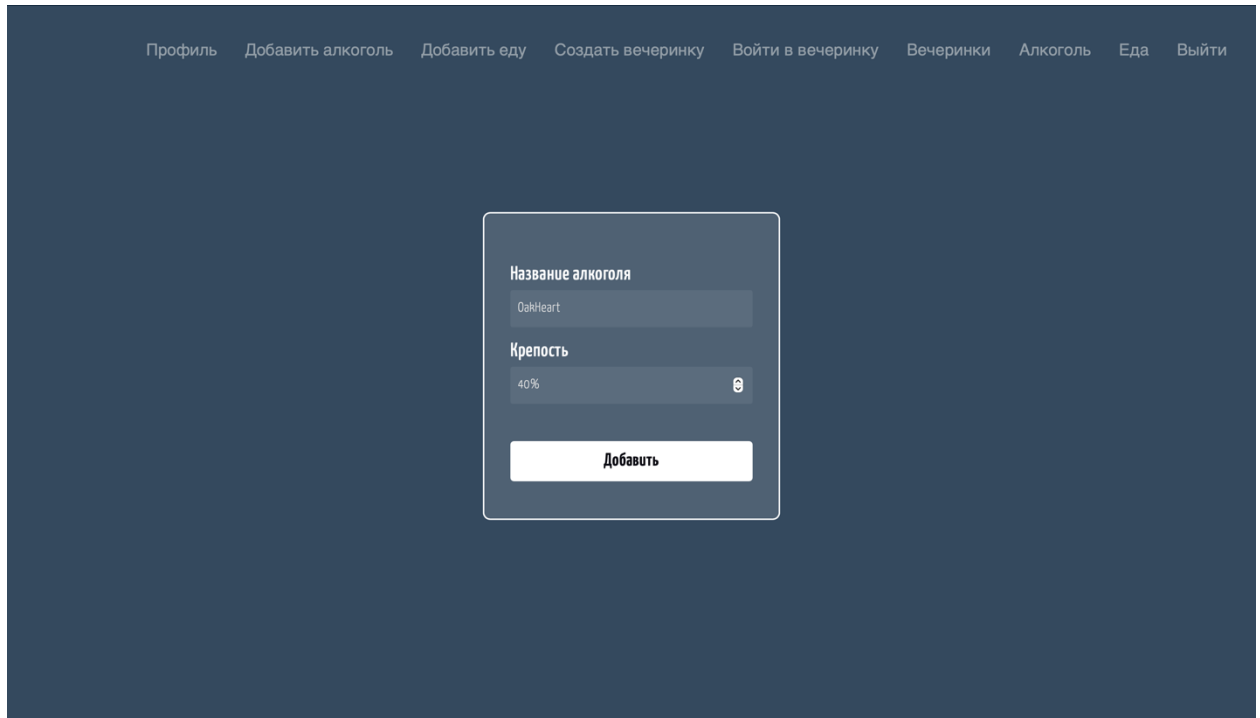 Профиль Добавить алкоголь Добавить еду Создать вечеринку Войти в вечеринку Вечеринки Алкоголь Еда Выйти
Название алкоголя
OakHeart
Крепость
40%
Добавить